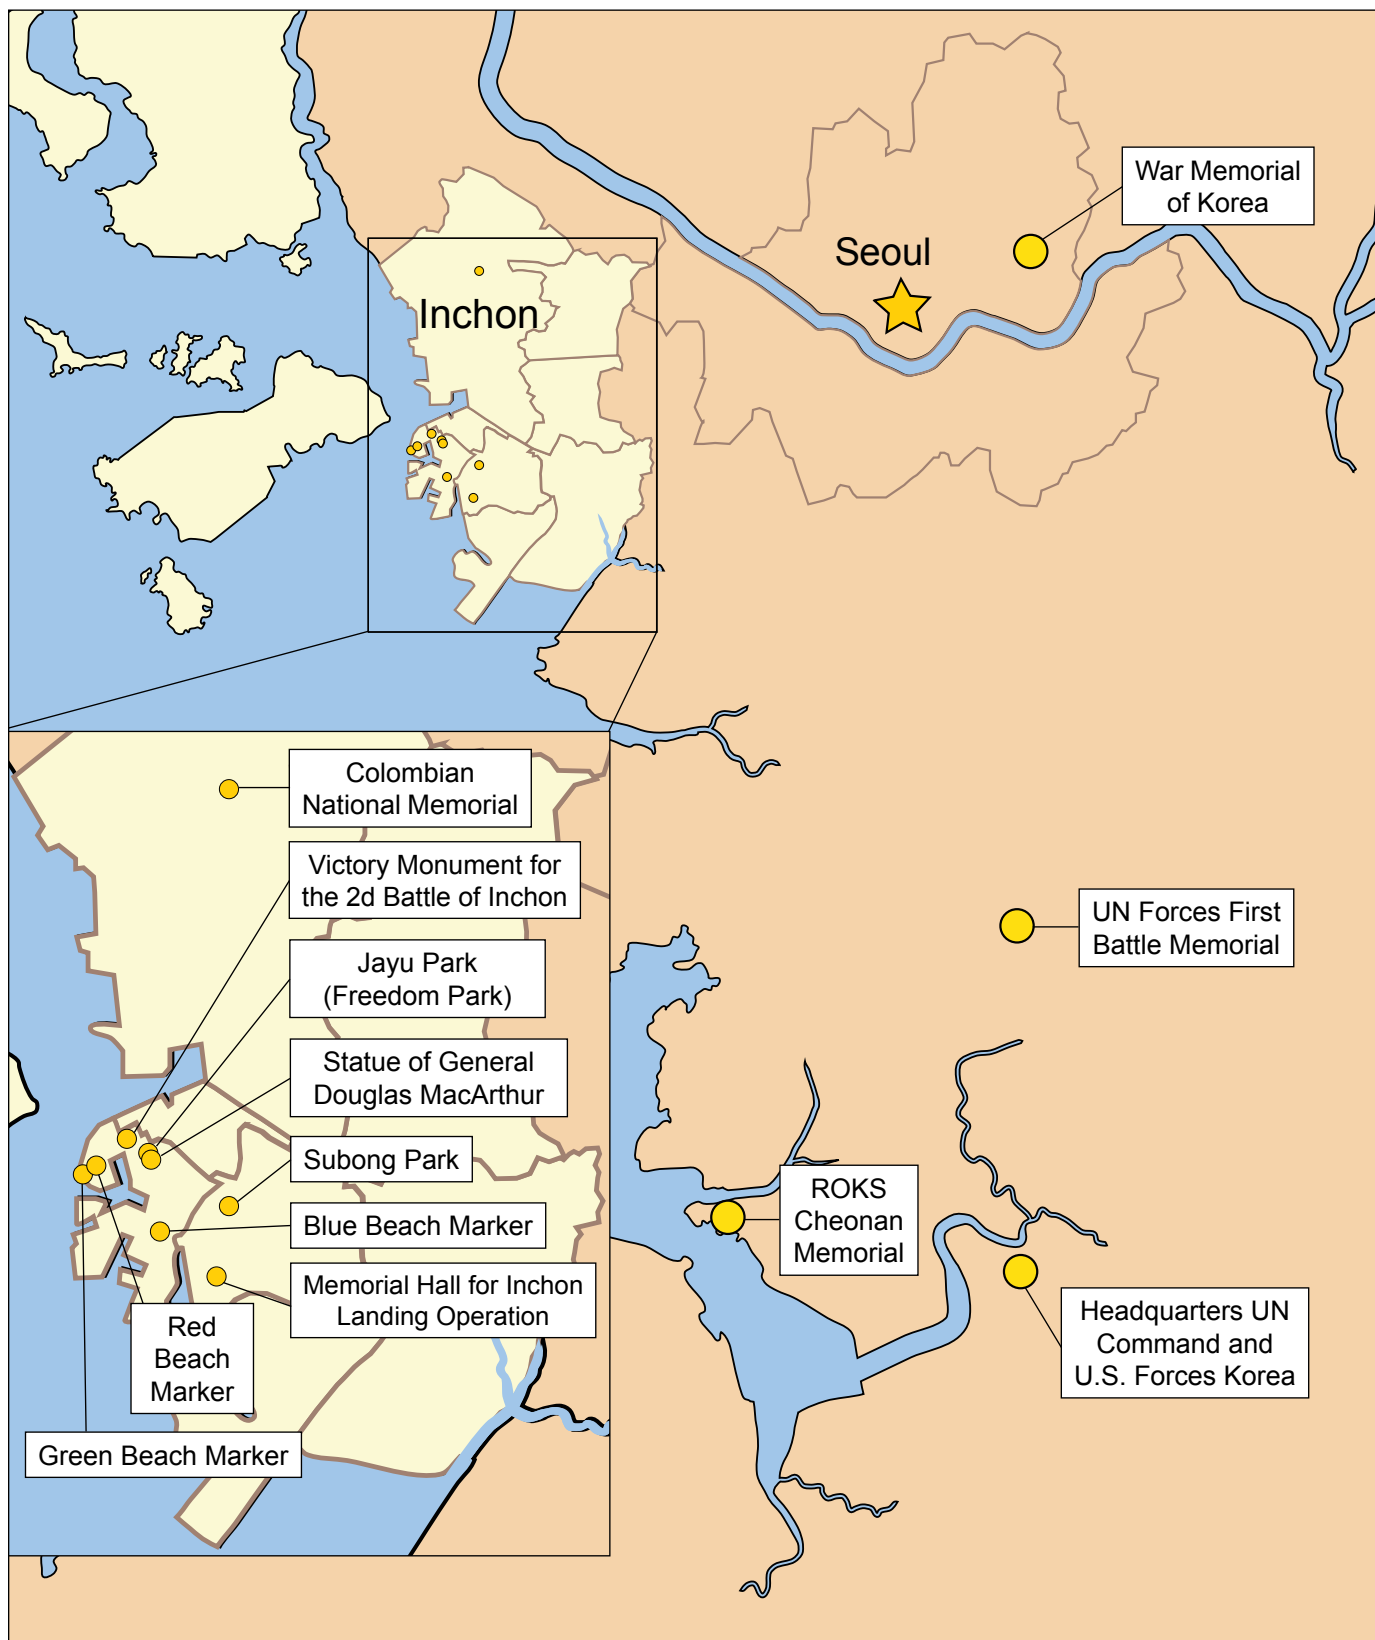 War Memorial
of Korea
Seoul
Inchon
Colombian
National Memorial
Victory Monument for
the 2d Battle of Inchon
Jayu Park
(Freedom Park)
Statue of General
Douglas MacArthur
Subong Park
Blue Beach Marker
Memorial Hall for Inchon
Landing Operation
Red
Beach
Marker
Green Beach Marker
UN Forces First
Battle Memorial
ROKS
Cheonan
Memorial
Headquarters UN
Command and
U.S. Forces Korea